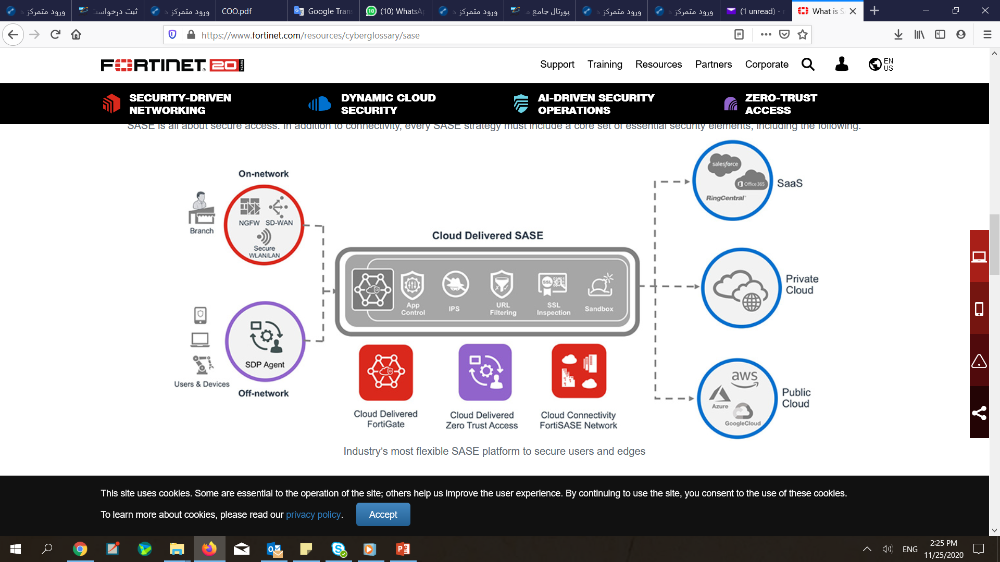 ورود متمرکز د
ثبت درخواست
ورود متمرکز د
COO.pdf
Google Trans
(10) WhatsAp
ورود متمرکز د
پورتال جامع م
ورود متمرکز د
ورود متمرکز د
(1 unread) -
What is S
https://www.fortinet.com/resources/cyberglossary/sase
FORTINET 20 YEARS
Support Training Resources Partners Corporate
EN
US
SECURITY-DRIVEN
NETWORKING
DYNAMIC CLOUD
SECURITY
AI-DRIVEN SECURITY
OPERATIONS
ZERO-TRUST
ACCESS
SASE is all about secure access. In addition to connectivity, every SASE strategy must include a core set of essential security elements, including the following:
On-network
Branch
NGFW SD-WAN
Secure
WLAN/LAN
Users & Devices
SDP Agent
Off-network
Cloud Delivered SASE
App
Control
IPS
URL
Filtering
SSL
SSL
Inspection
Sandbox
Cloud Delivered
FortiGate
Cloud Delivered
Zero Trust Access
Cloud Connectivity
FortiSASE Network
salesforce
Office 365
RingCentral
SaaS
Private
Cloud
aws
Azure
GoogleCloud
Public
Cloud
Industry's most flexible SASE platform to secure users and edges
This site uses cookies. Some are essential to the operation of the site; others help us improve the user experience. By continuing to use the site, you consent to the use of these cookies.
To learn more about cookies, please read our privacy policy.
Accept
ENG
2:25 PM
11/25/2020